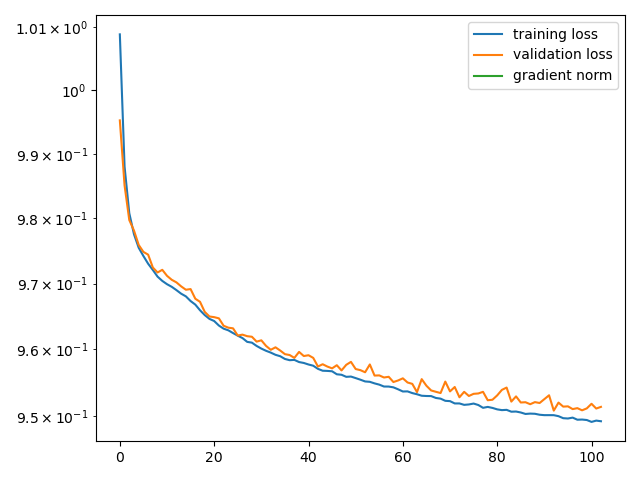 1.01 × 10⁰
10⁰
9.9 × 10⁻¹
9.8 × 10⁻¹
9.7 × 10⁻¹
9.6 × 10⁻¹
9.5 × 10⁻¹
training loss
validation loss
gradient norm
0 20 40 60 80 100